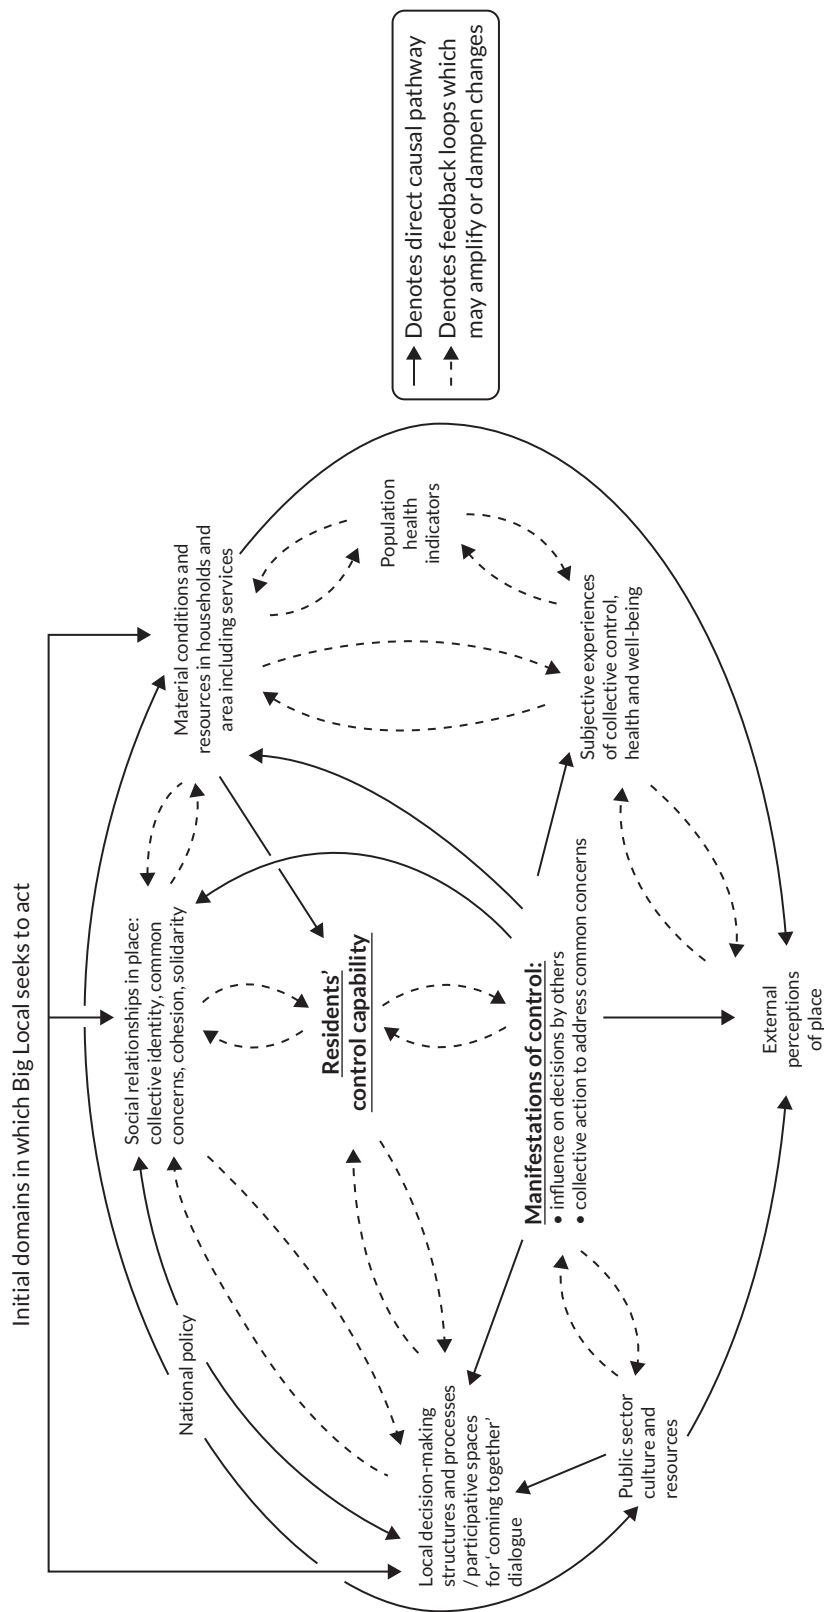 Initial domains in which Big Local seeks to act
National policy
Social relationships in place:
collective identity, common
concerns, cohesion, solidarity
Material conditions and
resources in households and
area including services
Local decision-making
structures and processes
/ participative spaces
for ‘coming together’
dialogue
Residents’
control capability
Population
health
indicators
Manifestations of control:
• influence on decisions by others
• collective action to address common concerns
Subjective experiences
of collective control,
health and well-being
Public sector
culture and
resources
External
perceptions
of place
Denotes direct causal pathway
Denotes feedback loops which
may amplify or dampen changes